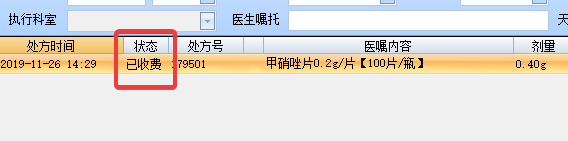 执行科室 医生嘱托 天
处方时间 状态 处方号 医嘱内容 剂量
2019-11-26 14:29 已收费 179501 甲硝唑片0.2g/片【100片/瓶】 0.40g